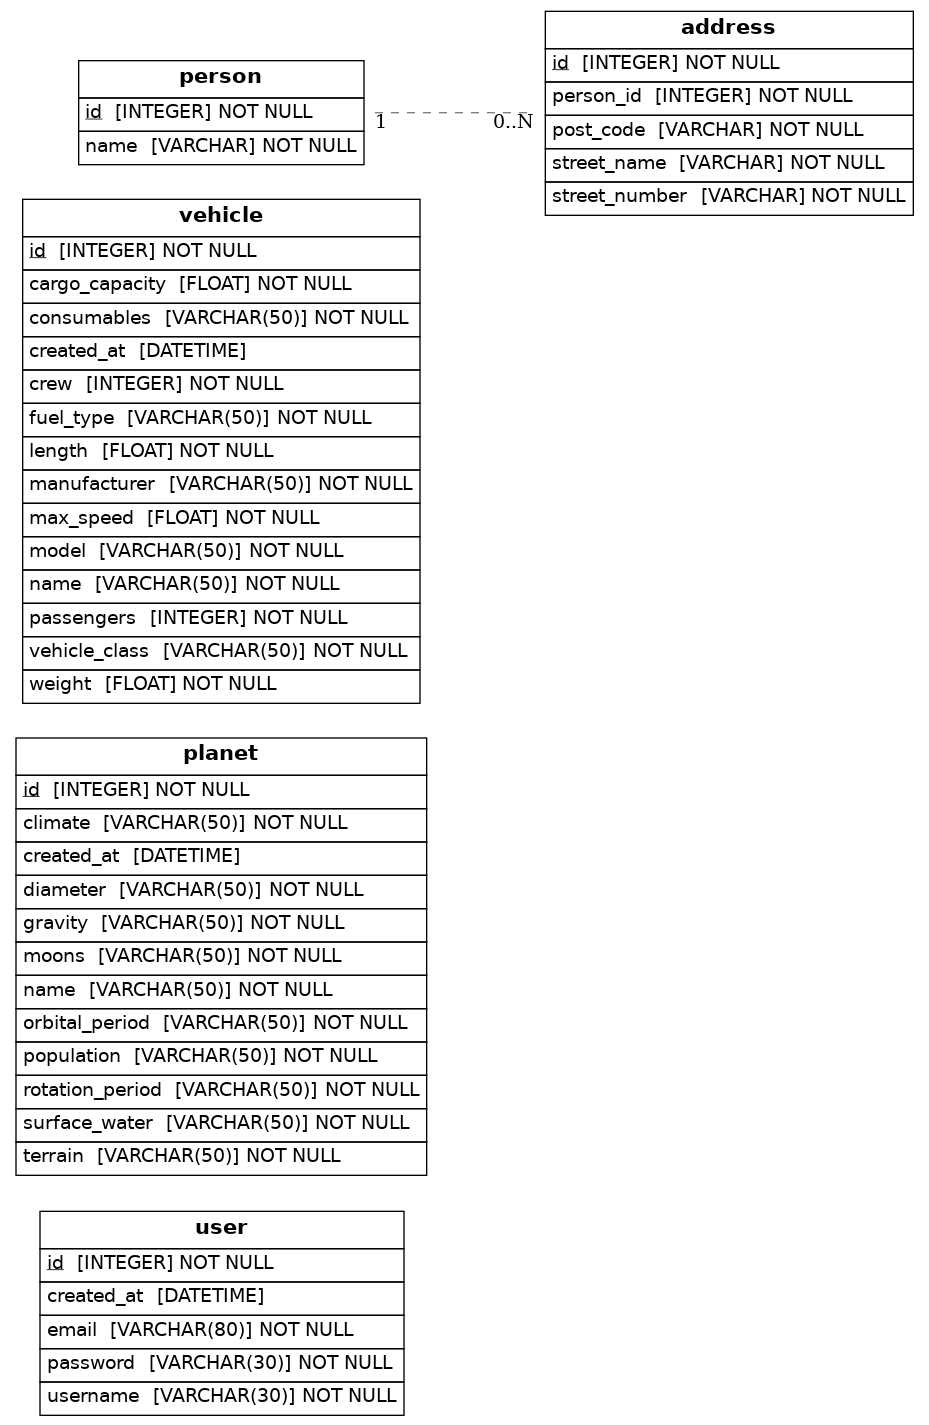 person
id [INTEGER] NOT NULL
name [VARCHAR] NOT NULL
1 0..N
address
id [INTEGER] NOT NULL
person_id [INTEGER] NOT NULL
post_code [VARCHAR] NOT NULL
street_name [VARCHAR] NOT NULL
street_number [VARCHAR] NOT NULL
vehicle
id [INTEGER] NOT NULL
cargo_capacity [FLOAT] NOT NULL
consumables [VARCHAR(50)] NOT NULL
created_at [DATETIME]
crew [INTEGER] NOT NULL
fuel_type [VARCHAR(50)] NOT NULL
length [FLOAT] NOT NULL
manufacturer [VARCHAR(50)] NOT NULL
max_speed [FLOAT] NOT NULL
model [VARCHAR(50)] NOT NULL
name [VARCHAR(50)] NOT NULL
passengers [INTEGER] NOT NULL
vehicle_class [VARCHAR(50)] NOT NULL
weight [FLOAT] NOT NULL
planet
id [INTEGER] NOT NULL
climate [VARCHAR(50)] NOT NULL
created_at [DATETIME]
diameter [VARCHAR(50)] NOT NULL
gravity [VARCHAR(50)] NOT NULL
moons [VARCHAR(50)] NOT NULL
name [VARCHAR(50)] NOT NULL
orbital_period [VARCHAR(50)] NOT NULL
population [VARCHAR(50)] NOT NULL
rotation_period [VARCHAR(50)] NOT NULL
surface_water [VARCHAR(50)] NOT NULL
terrain [VARCHAR(50)] NOT NULL
user
id [INTEGER] NOT NULL
created_at [DATETIME]
email [VARCHAR(80)] NOT NULL
password [VARCHAR(30)] NOT NULL
username [VARCHAR(30)] NOT NULL